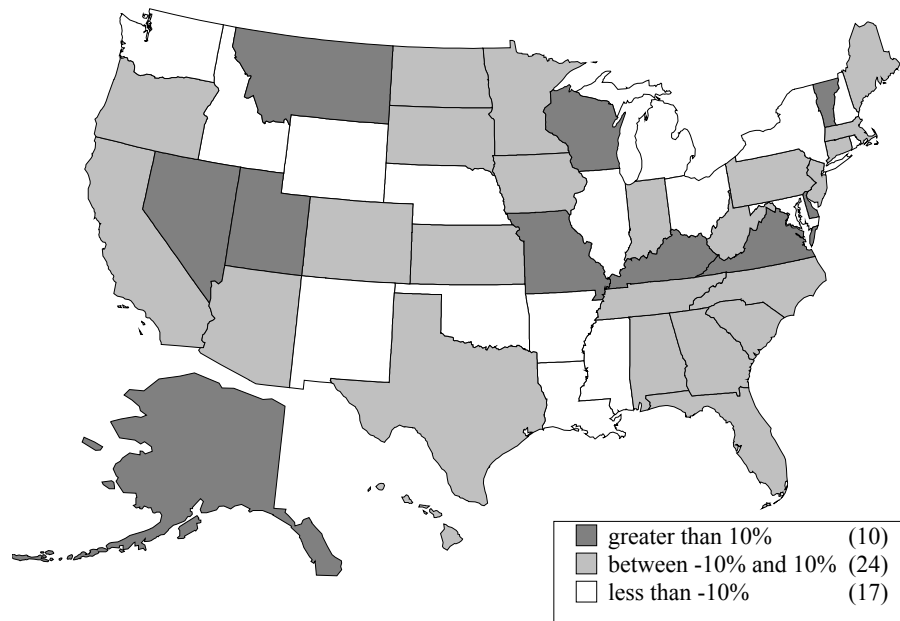 greater than 10% (10)
between -10% and 10% (24)
less than -10% (17)